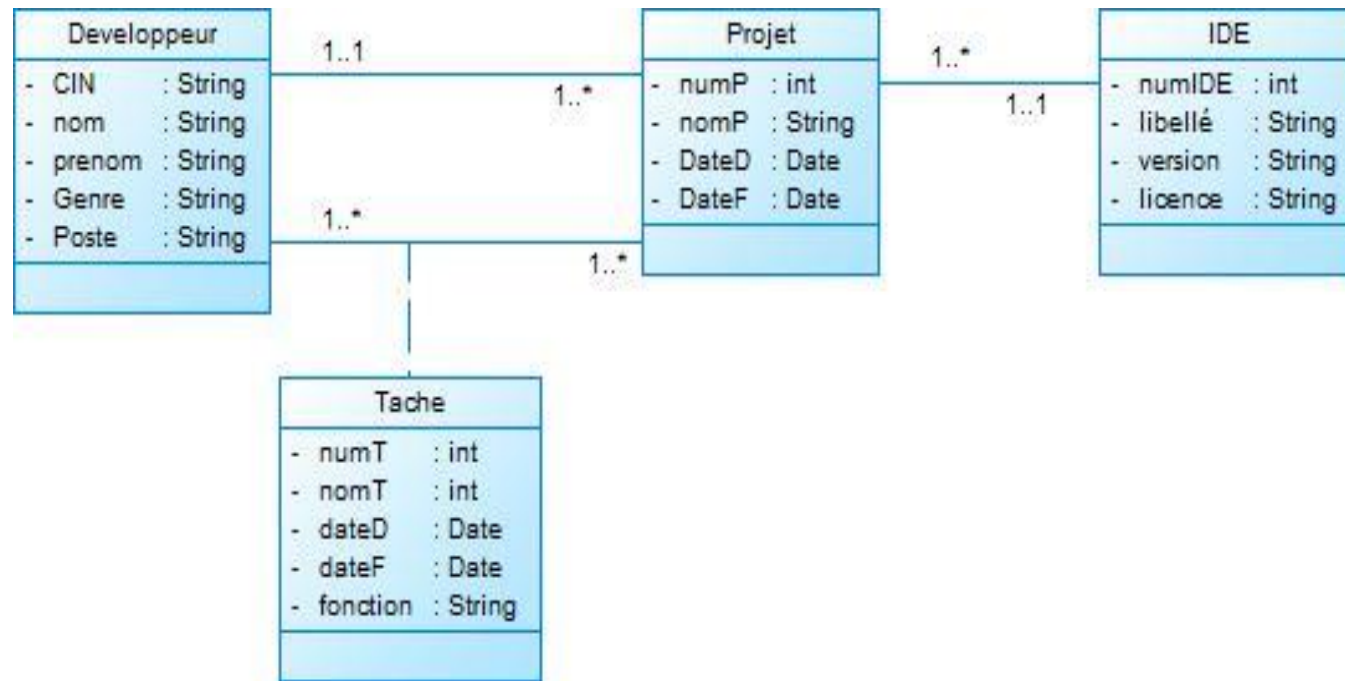 Developpeur
- CIN : String
- nom : String
- prenom : String
- Genre : String
- Poste : String
1..1
1..*
1..*
1..*
Projet
- numP : int
- nomP : String
- DateD : Date
- DateF : Date
1..*
1..1
IDE
- numIDE : int
- libellé : String
- version : String
- licence : String
Tache
- numT : int
- nomT : int
- dateD : Date
- dateF : Date
- fonction : String